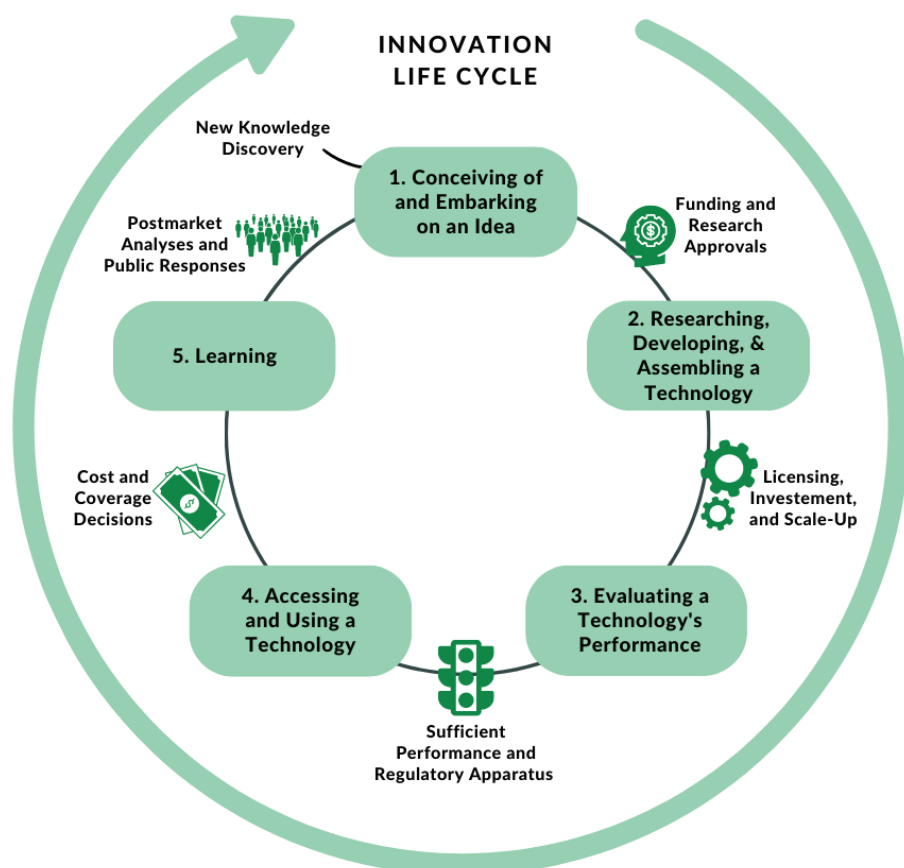 INNOVATION
LIFE CYCLE
New Knowledge
Discovery
1. Conceiving of
and Embarking
on an Idea
Funding and
Research
Approvals
$
2. Researching,
Developing, &
Assembling a
Technology
Licensing,
Investement,
and Scale-Up
3. Evaluating a
Technology's
Performance
Sufficient
Performance and
Regulatory Apparatus
4. Accessing
and Using a
Technology
Cost and
Coverage
Decisions
$
5. Learning
Postmarket
Analyses and
Public Responses